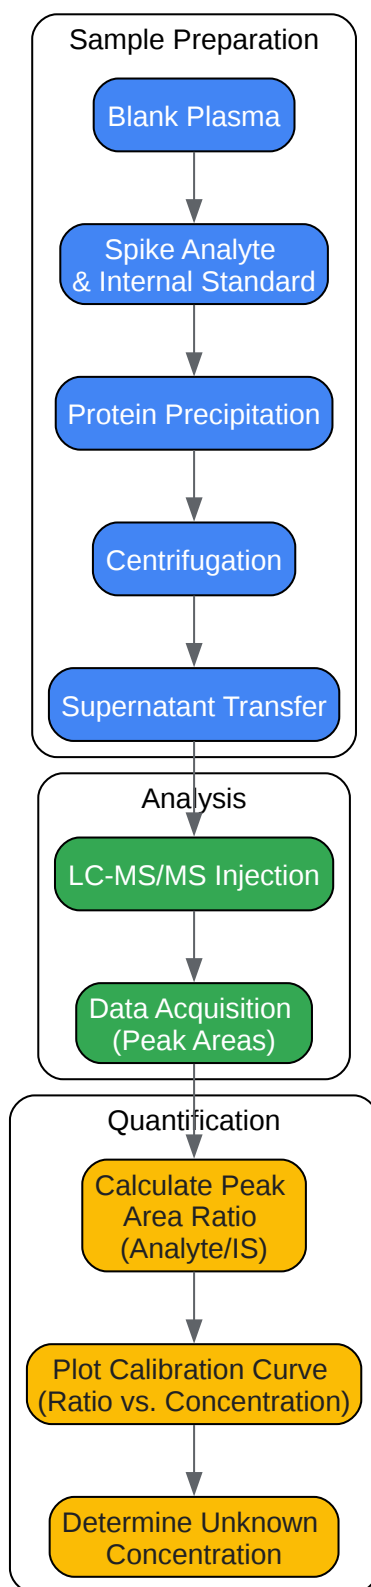 Sample Preparation
Blank Plasma
Spike Analyte
& Internal Standard
Protein Precipitation
Centrifugation
Supernatant Transfer
Analysis
LC-MS/MS Injection
Data Acquisition
(Peak Areas)
Quantification
Calculate Peak
Area Ratio
(Analyte/IS)
Plot Calibration Curve
(Ratio vs. Concentration)
Determine Unknown
Concentration